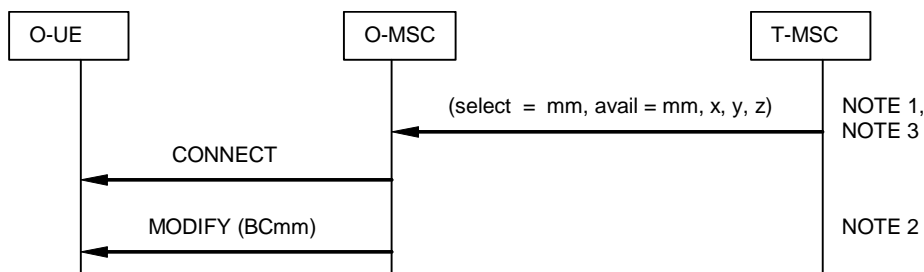 O-UE
O-MSC
T-MSC
(select = mm, avail = mm, x, y, z)
NOTE 1,
NOTE 3
CONNECT
MODIFY (BCmm)
NOTE 2